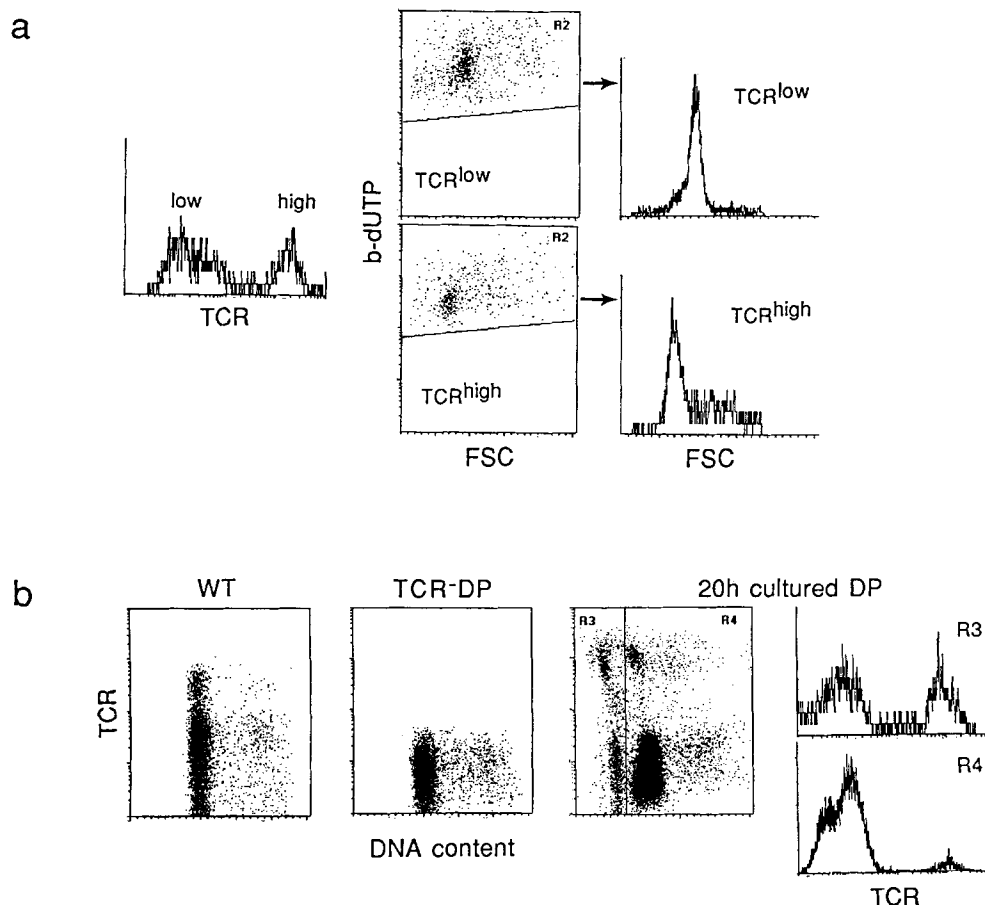 a
low
high
TCR
b-dUTP
R2
TCRlow
R2
TCRhigh
FSC
TCRlow
TCRhigh
FSC
b
WT
TCR-DP
20h cultured DP
TCR
R3
R4
DNA content
R3
R4
TCR